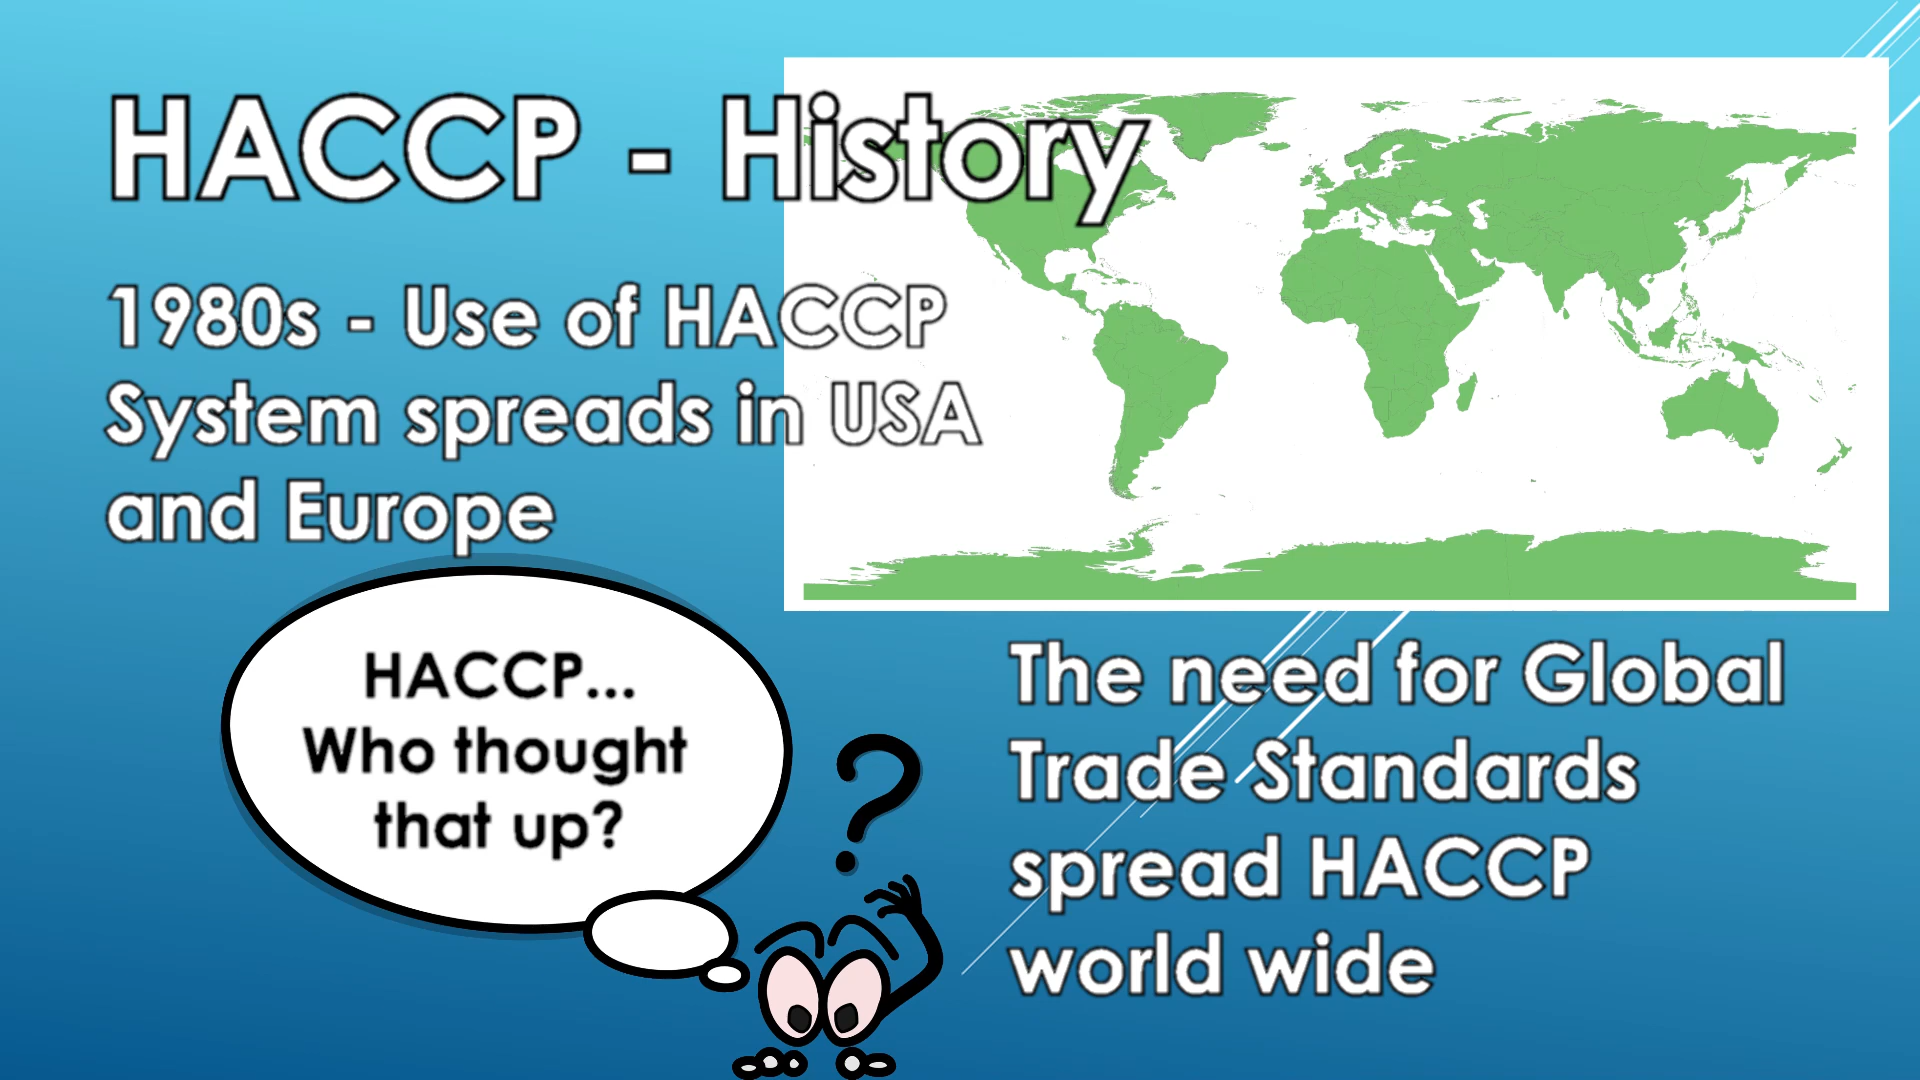 HACCP - History
1980s - Use of HACCP
System spreads in USA
and Europe
HACCP...
Who thought
that up?
?
The need for Global
Trade Standards
spread HACCP
world wide